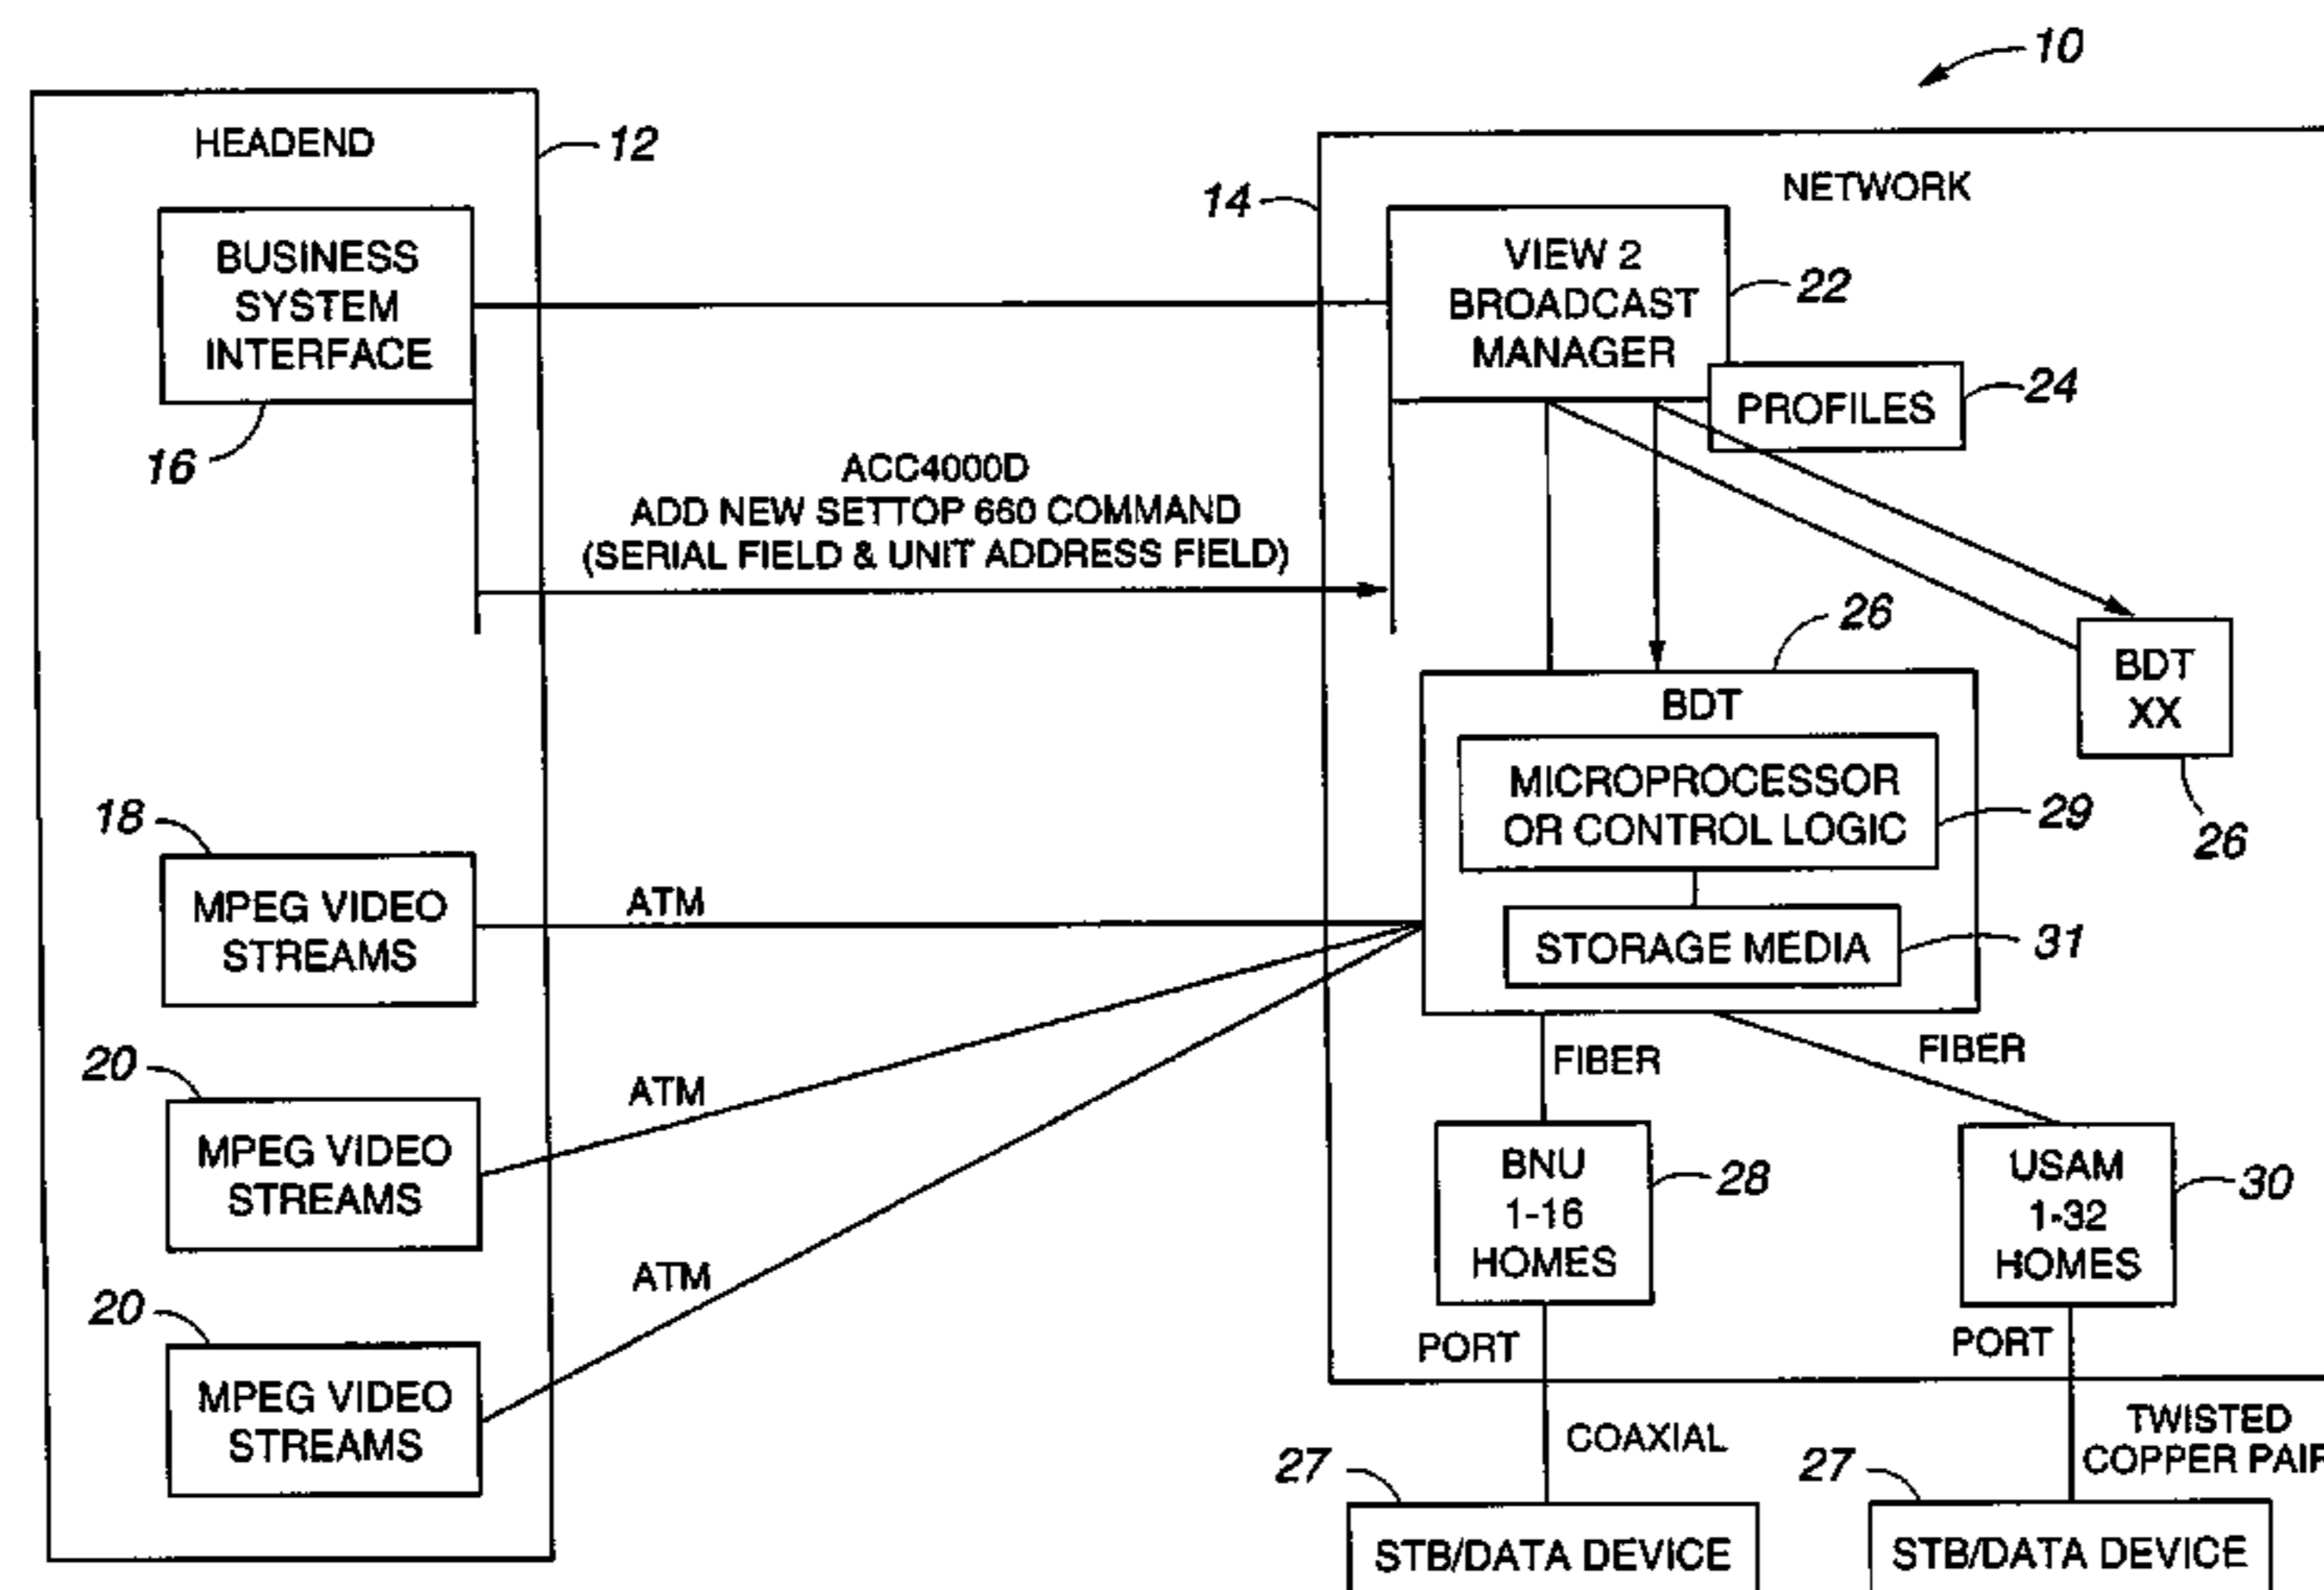 10
HEADEND
12
BUSINESS
SYSTEM
INTERFACE
16
14
NETWORK
VIEW 2
BROADCAST
MANAGER
22
PROFILES
24
ACC4000D
ADD NEW SETTOP 660 COMMAND
(SERIAL FIELD & UNIT ADDRESS FIELD)
26
BDT
MICROPROCESSOR
OR CONTROL LOGIC
29
STORAGE MEDIA
31
BDT
XX
26
18
MPEG VIDEO
STREAMS
ATM
20
MPEG VIDEO
STREAMS
ATM
20
MPEG VIDEO
STREAMS
ATM
FIBER
FIBER
BNU
1-16
HOMES
28
USAM
1-32
HOMES
30
PORT
PORT
COAXIAL
TWISTED
COPPER PAIR
27
STB/DATA DEVICE
27
STB/DATA DEVICE